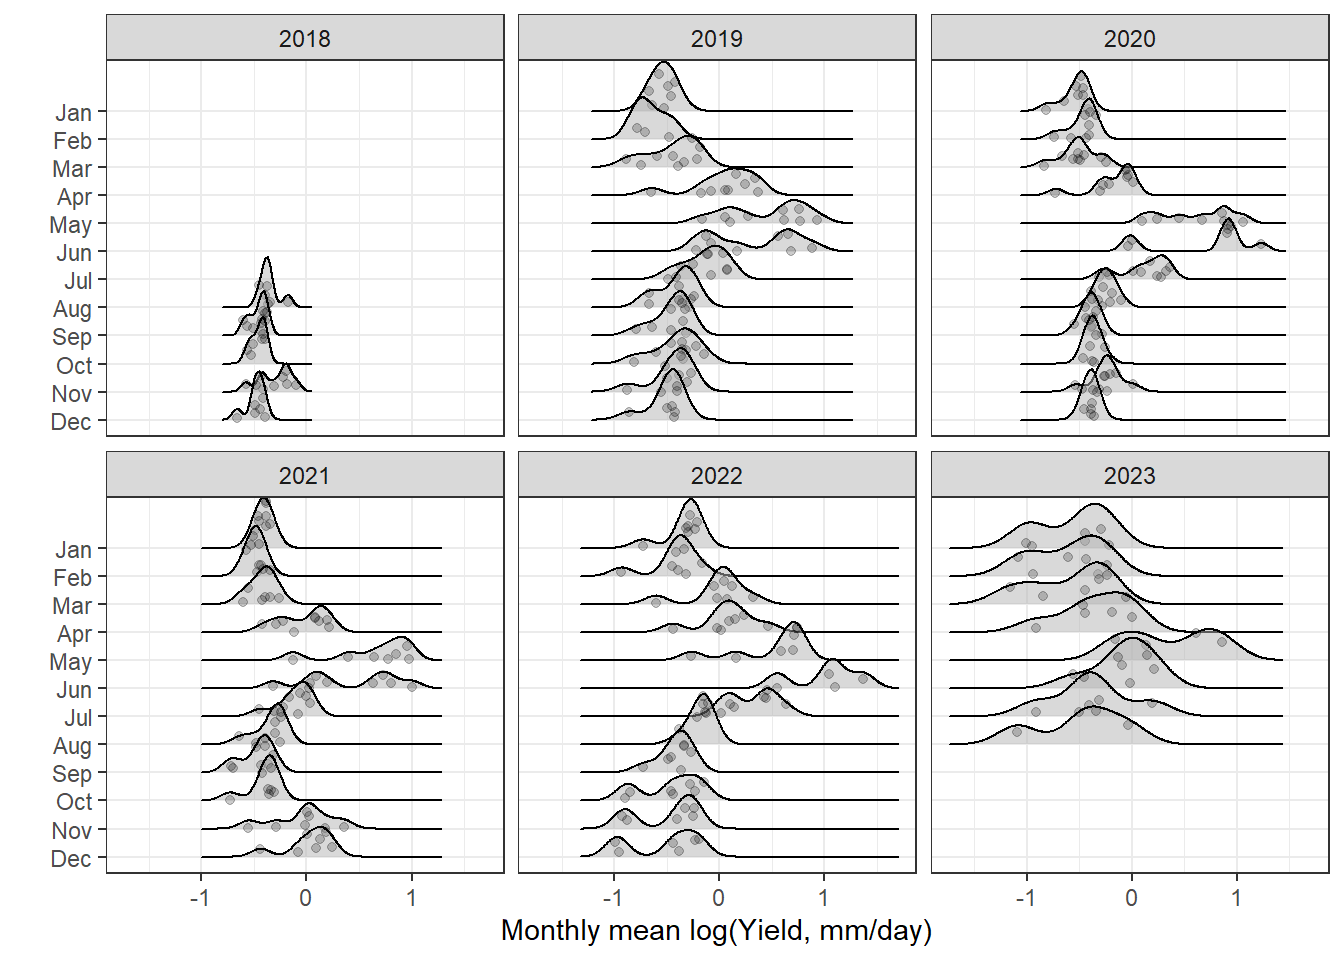 2018
2019
2020
Jan
Feb
Mar
Apr
May
Jun
Jul
Aug
Sep
Oct
Nov
Dec
2021
2022
2023
Jan
Feb
Mar
Apr
May
Jun
Jul
Aug
Sep
Oct
Nov
Dec
-1 0 1 -1 0 1 -1 0 1
Monthly mean log(Yield, mm/day)